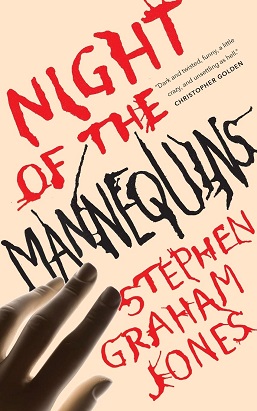 NIGHT
OF THE
MANNEQUINS
"Dark and twisted, funny, a little
crazy, and unsettling as hell."
CHRISTOPHER GOLDEN
STEPHEN
GRAHAM
JONES